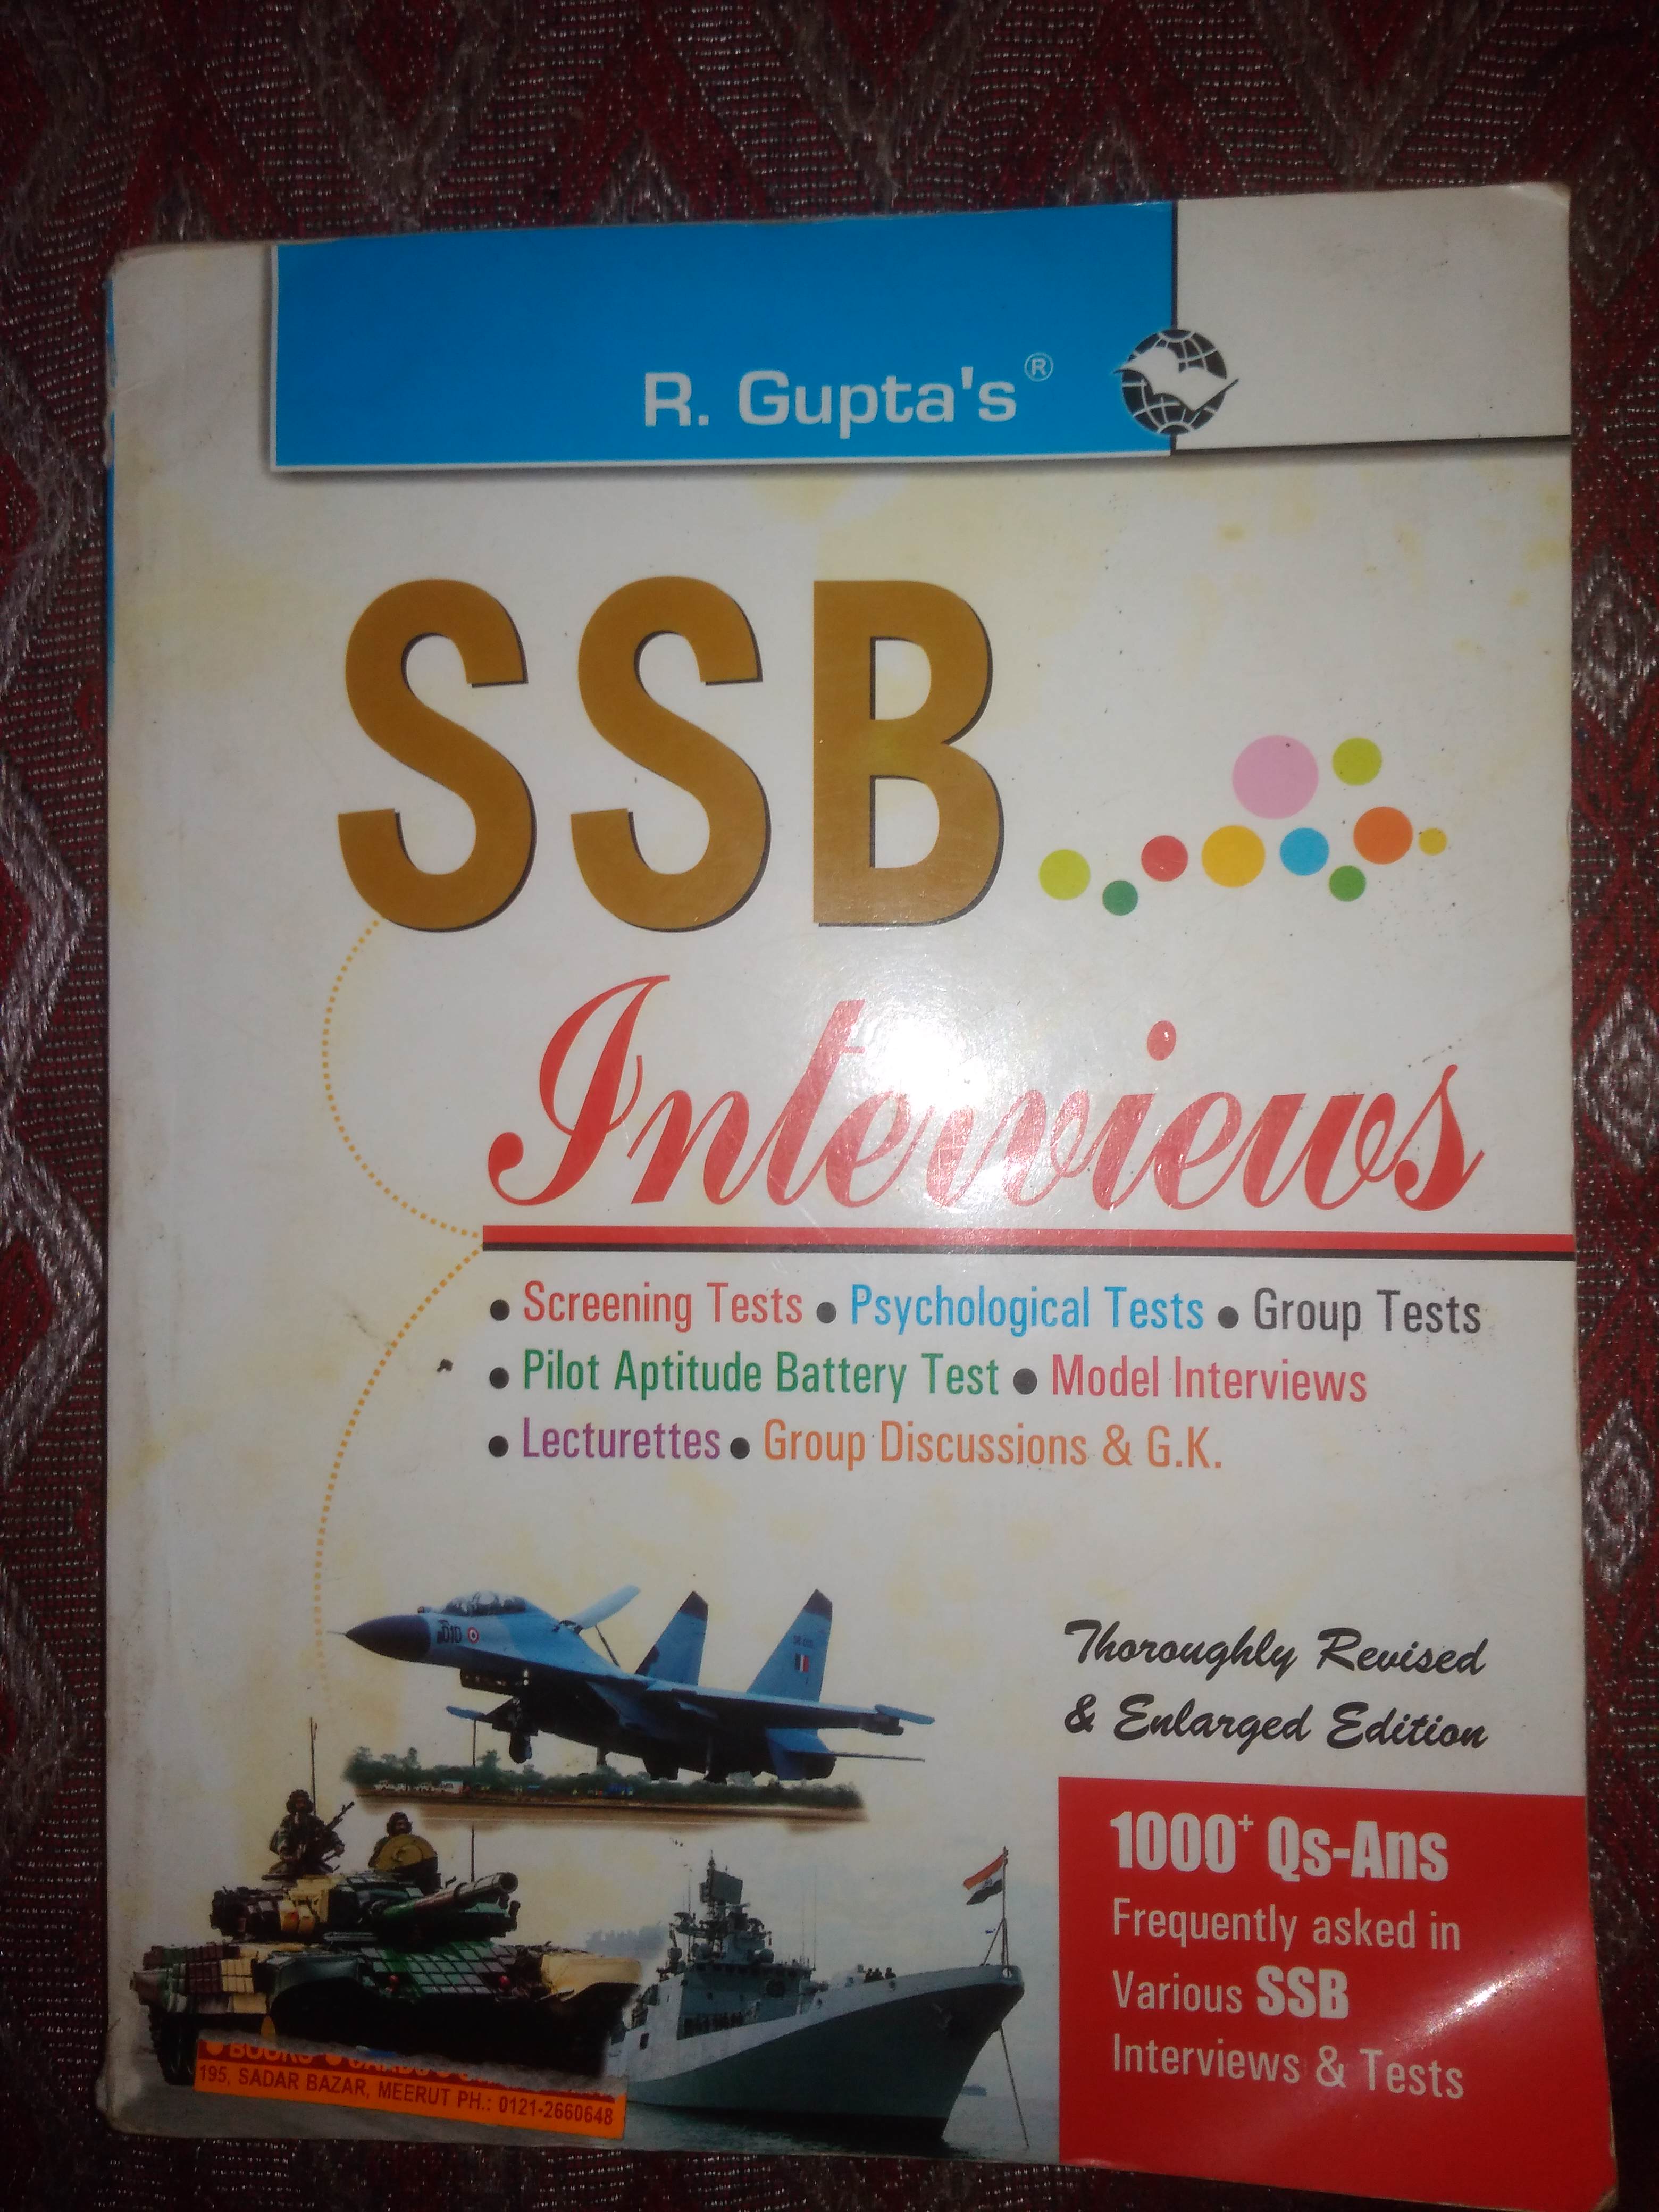 R. Gupta's®
SSB
Interviews
• Screening Tests • Psychological Tests • Group Tests
• Pilot Aptitude Battery Test • Model Interviews
• Lecturettes • Group Discussions & G.K.
Thoroughly Revised
& Enlarged Edition
1000+ Qs-Ans
Frequently asked in
Various SSB
Interviews & Tests
• BOOKS •
195, SADAR BAZAR, MEERUT PH.: 0121-2660648